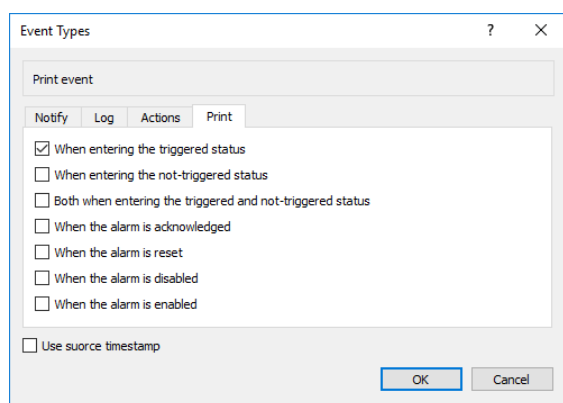 Event Types
Print event
Notify Log Actions Print
When entering the triggered status
When entering the not-triggered status
Both when entering the triggered and not-triggered status
When the alarm is acknowledged
When the alarm is reset
When the alarm is disabled
When the alarm is enabled
Use suorce timestamp
OK Cancel